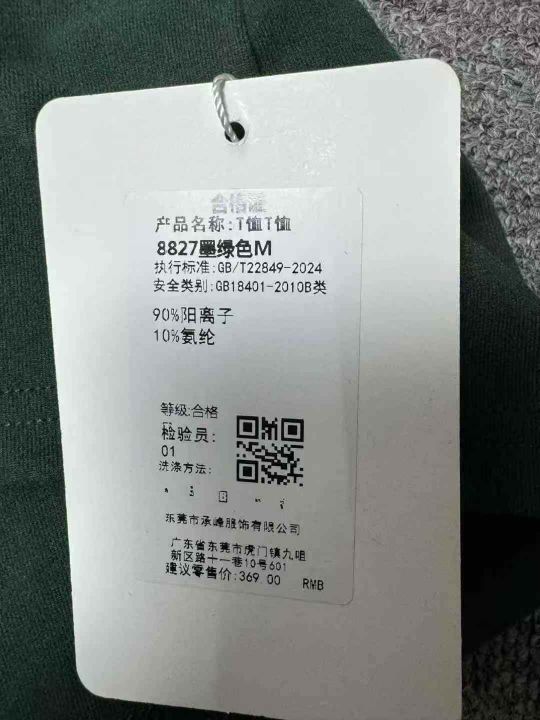 合格证
产品名称:T恤T恤
8827墨绿色M
执行标准:GB/T22849-2024
安全类别:GB18401-2010B类
90%阳离子
10%氨纶
等级:合格
检验员:
01
洗涤方法:
东莞市承峰服饰有限公司
广东省东莞市虎门镇九咀
新区路十一巷10号601
建议零售价:369.00 RMB